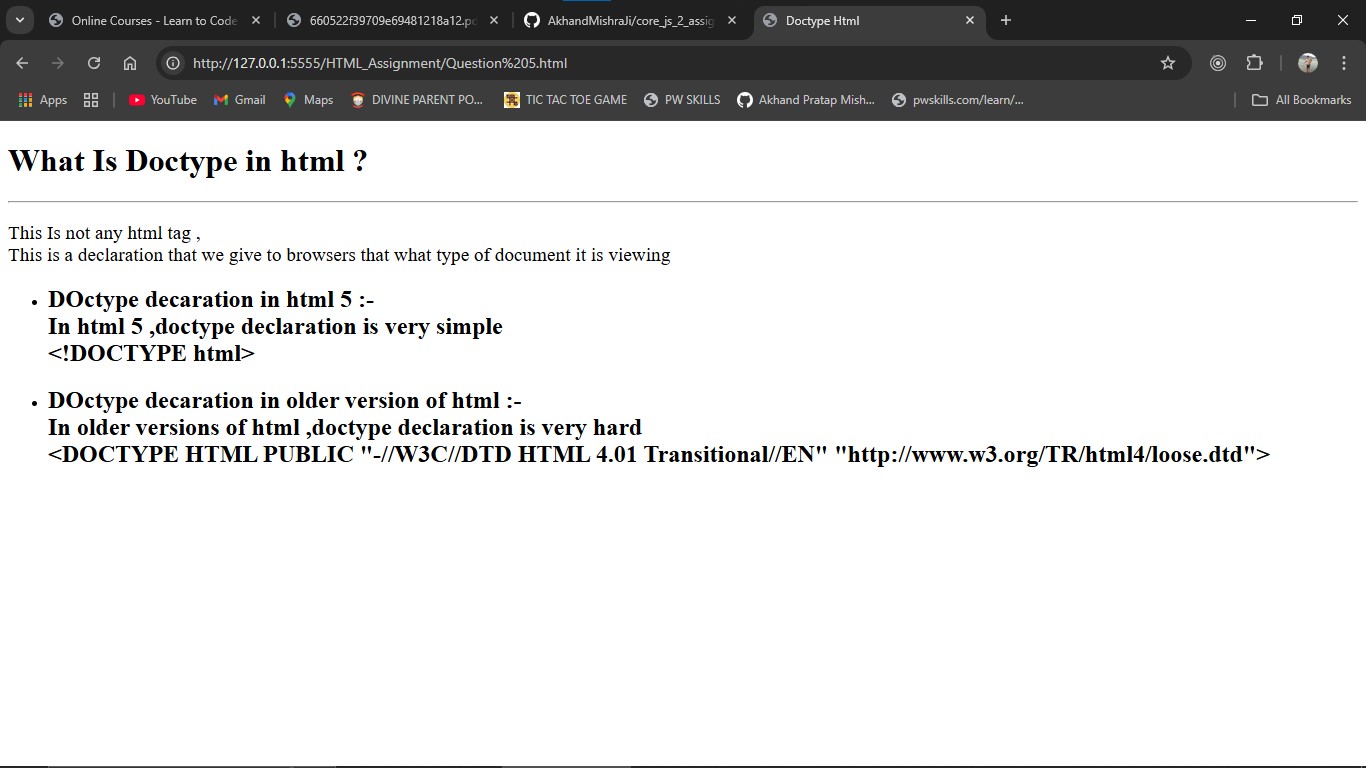 Online Courses - Learn to Code
660522f39709e69481218a12.pd
AkhandMishraJi/core_js_2_assig
Doctype Html
http://127.0.0.1:5555/HTML_Assignment/Question%205.html
Apps
YouTube
Gmail
Maps
DIVINE PARENT PO...
TIC TAC TOE GAME
PW SKILLS
Akhand Pratap Mish...
pwskills.com/learn/...
All Bookmarks
What Is Doctype in html ?
This Is not any html tag ,
This is a declaration that we give to browsers that what type of document it is viewing
• DOctype decaration in html 5 :-
In html 5 ,doctype declaration is very simple
<!DOCTYPE html>
• DOctype decaration in older version of html :-
In older versions of html ,doctype declaration is very hard
<DOCTYPE HTML PUBLIC "-//W3C//DTD HTML 4.01 Transitional//EN" "http://www.w3.org/TR/html4/loose.dtd">